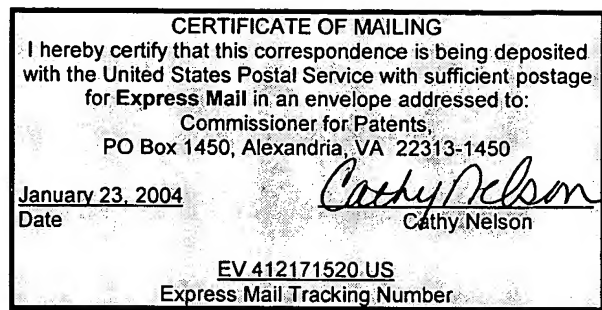 CERTIFICATE OF MAILING
I hereby certify that this correspondence is being deposited
with the United States Postal Service with sufficient postage
for Express Mail in an envelope addressed to:
Commissioner for Patents,
PO Box 1450, Alexandria, VA 22313-1450
January 23, 2004 Cathy Nelson
Date Cathy Nelson
EV 412171520 US
Express Mail Tracking Number